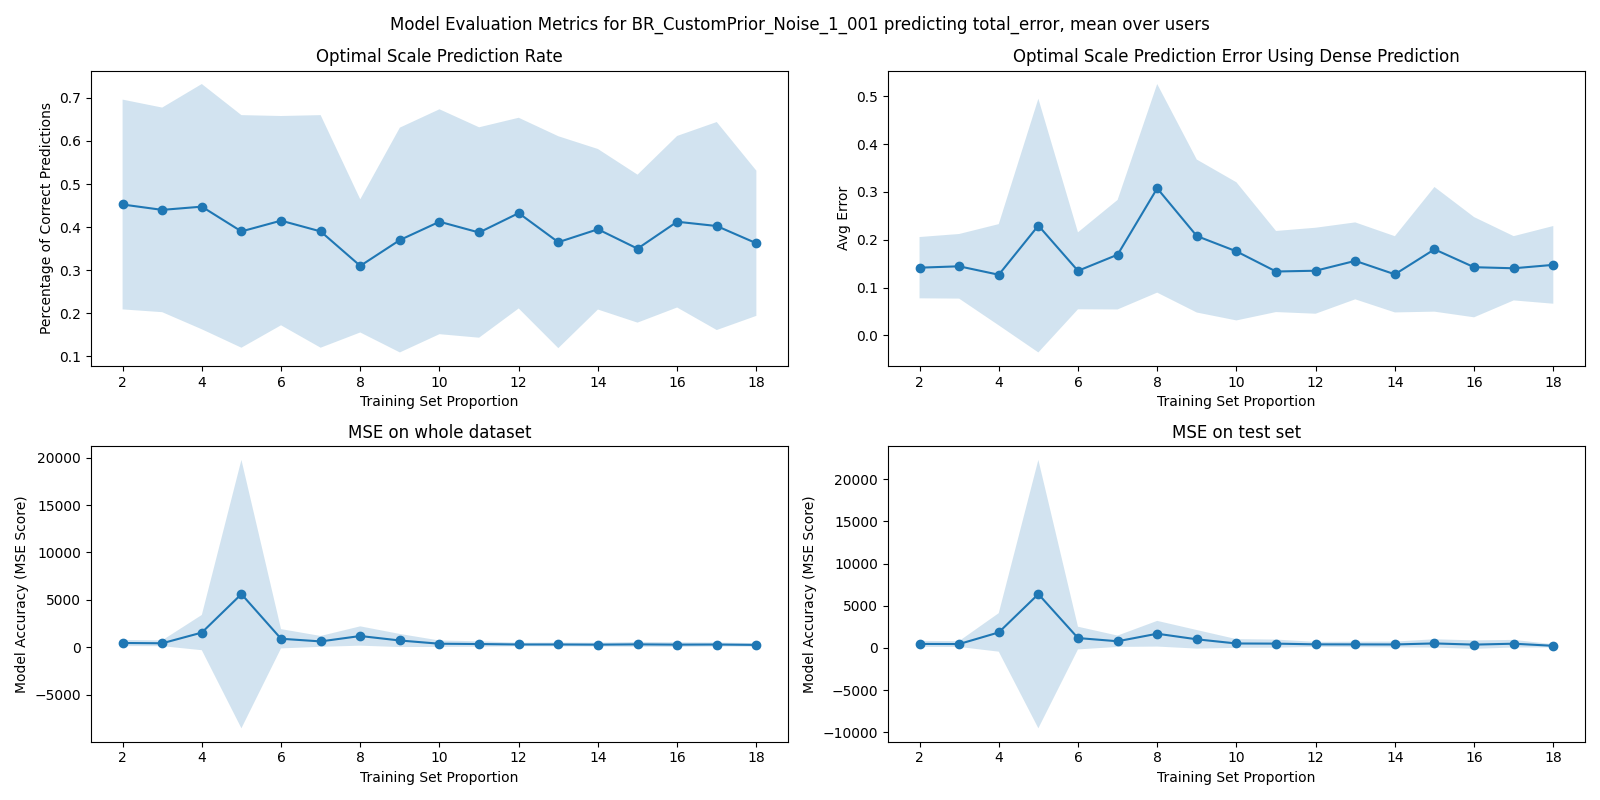 Model Evaluation Metrics for BR_CustomPrior_Noise_1_001 predicting total_error, mean over users
Optimal Scale Prediction Rate
Percentage of Correct Predictions
0.7
0.6
0.5
0.4
0.3
0.2
0.1
2 4 6 8 10 12 14 16 18
Training Set Proportion
Optimal Scale Prediction Error Using Dense Prediction
Avg Error
0.5
0.4
0.3
0.2
0.1
0.0
2 4 6 8 10 12 14 16 18
Training Set Proportion
MSE on whole dataset
Model Accuracy (MSE Score)
20000
15000
10000
5000
0
−5000
2 4 6 8 10 12 14 16 18
Training Set Proportion
MSE on test set
Model Accuracy (MSE Score)
20000
15000
10000
5000
0
−5000
−10000
2 4 6 8 10 12 14 16 18
Training Set Proportion